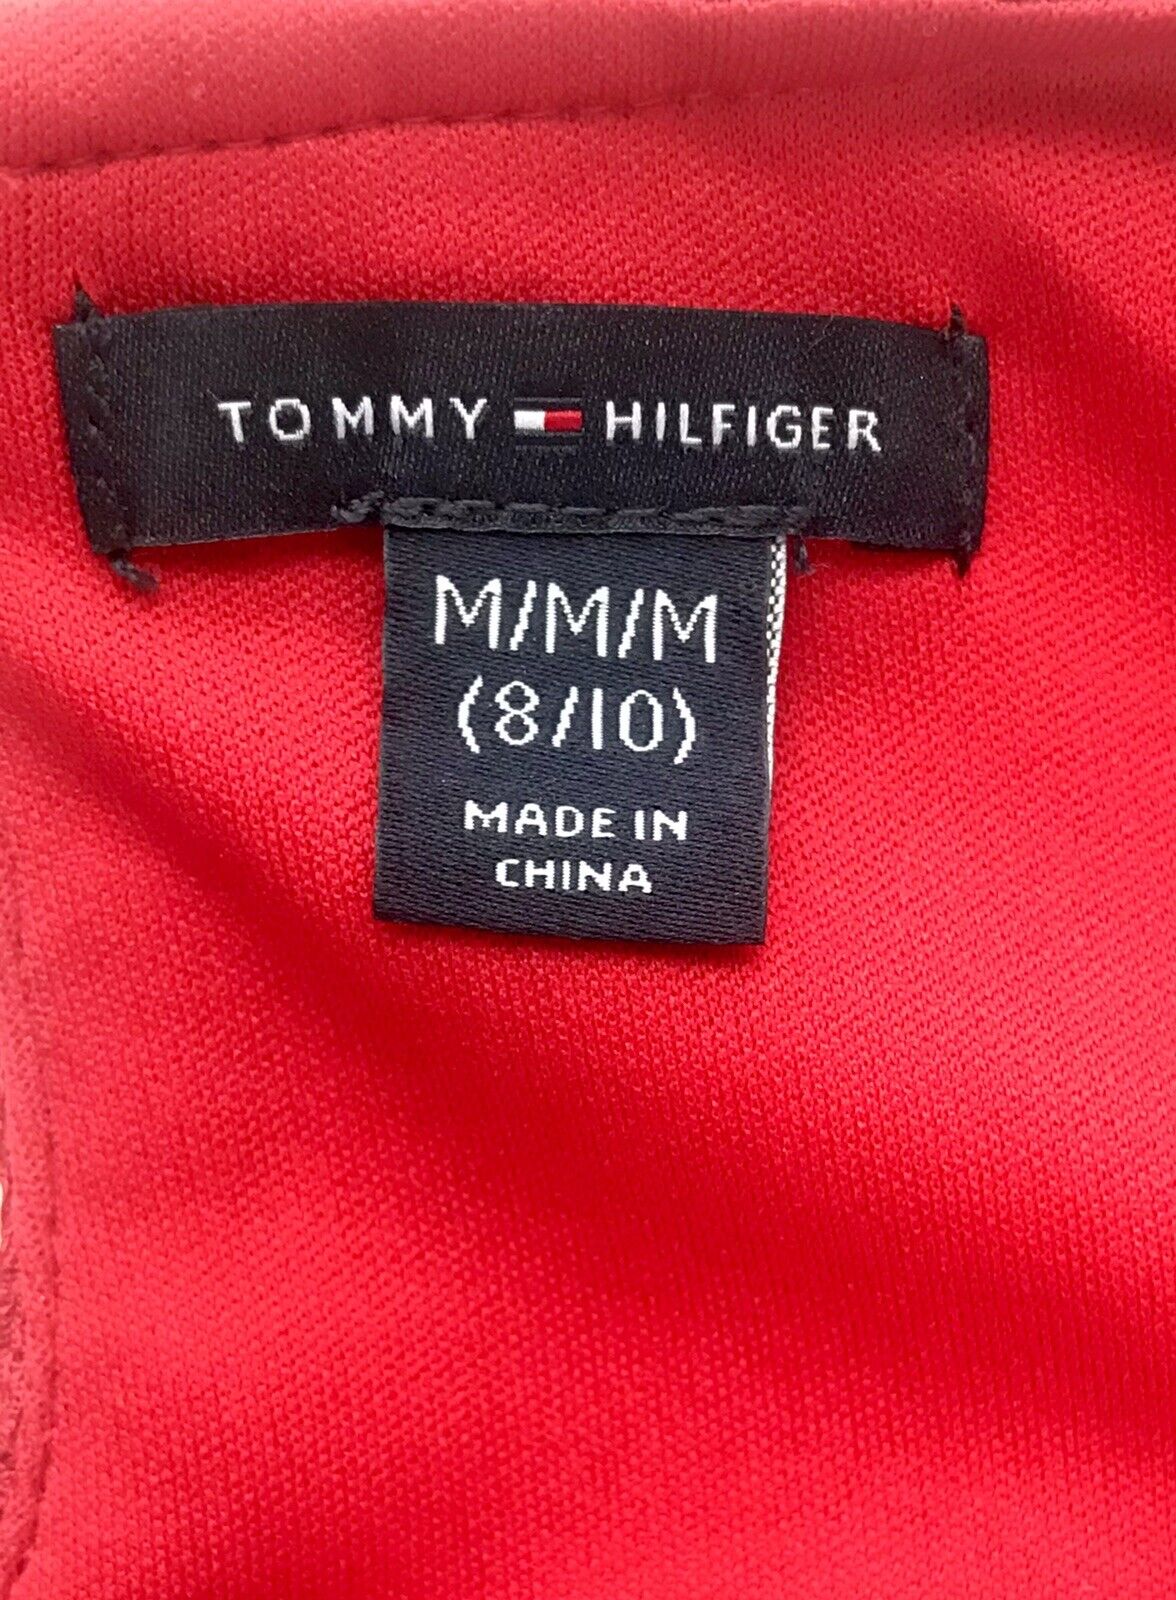 TOMMY HILFIGER
M/M/M
(8/10)
MADE IN
CHINA